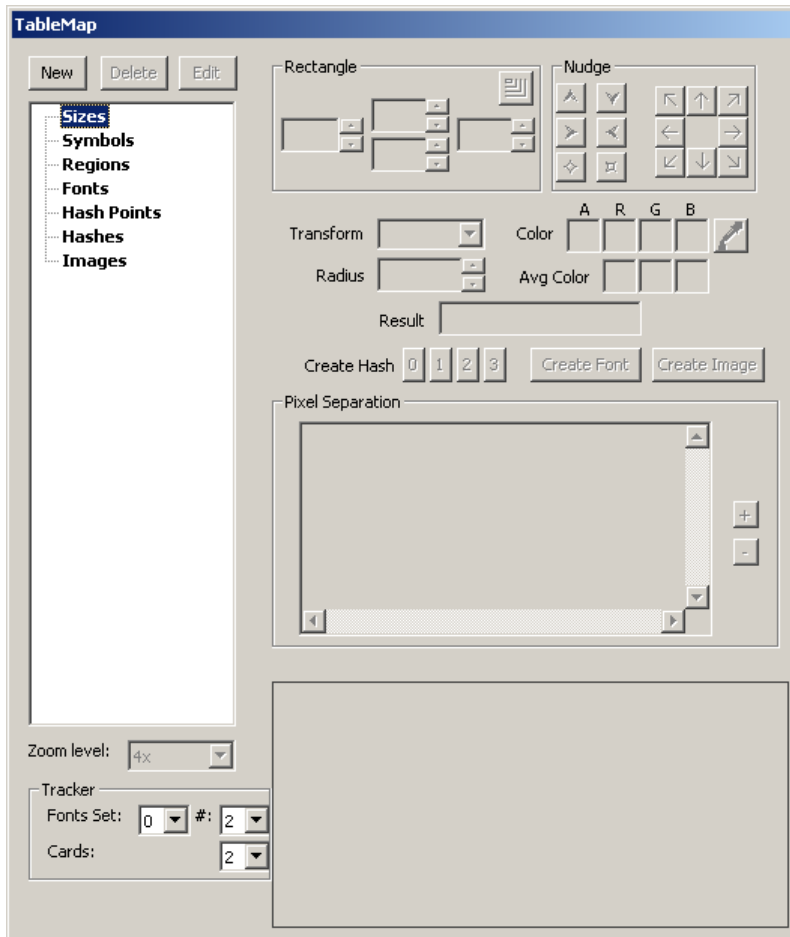 TableMap
New Delete Edit
Sizes
Symbols
Regions
Fonts
Hash Points
Hashes
Images
Zoom level: 4x
Tracker
Fonts Set: 0 #: 2
Cards: 2
Rectangle
Nudge
Transform
Color A R G B
Radius
Avg Color
Result
Create Hash 0 1 2 3 Create Font Create Image
Pixel Separation
+
-